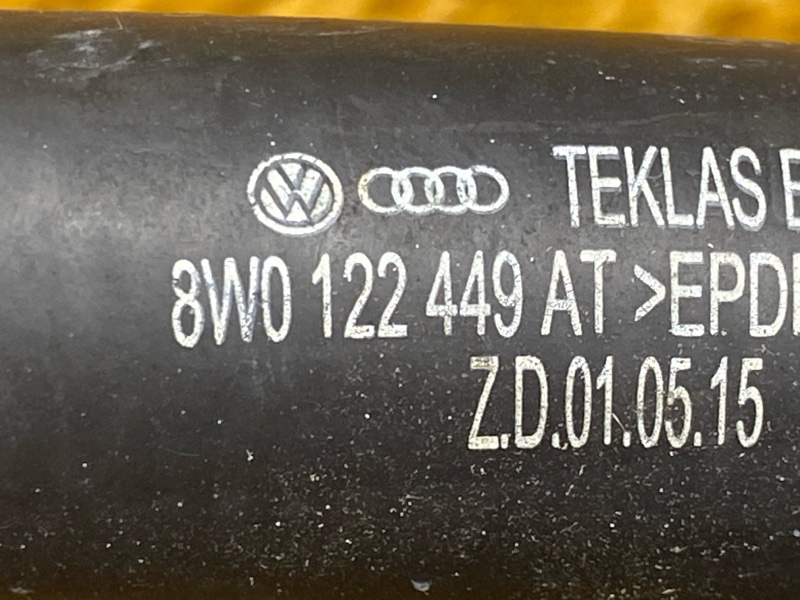 TEKLAS
8W0 122 449 AT >EPD
Z.D.01.05.15